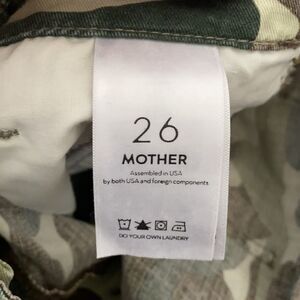 26
MOTHER
Assembled in USA
by both USA and foreign components
DO YOUR OWN LAUNDRY